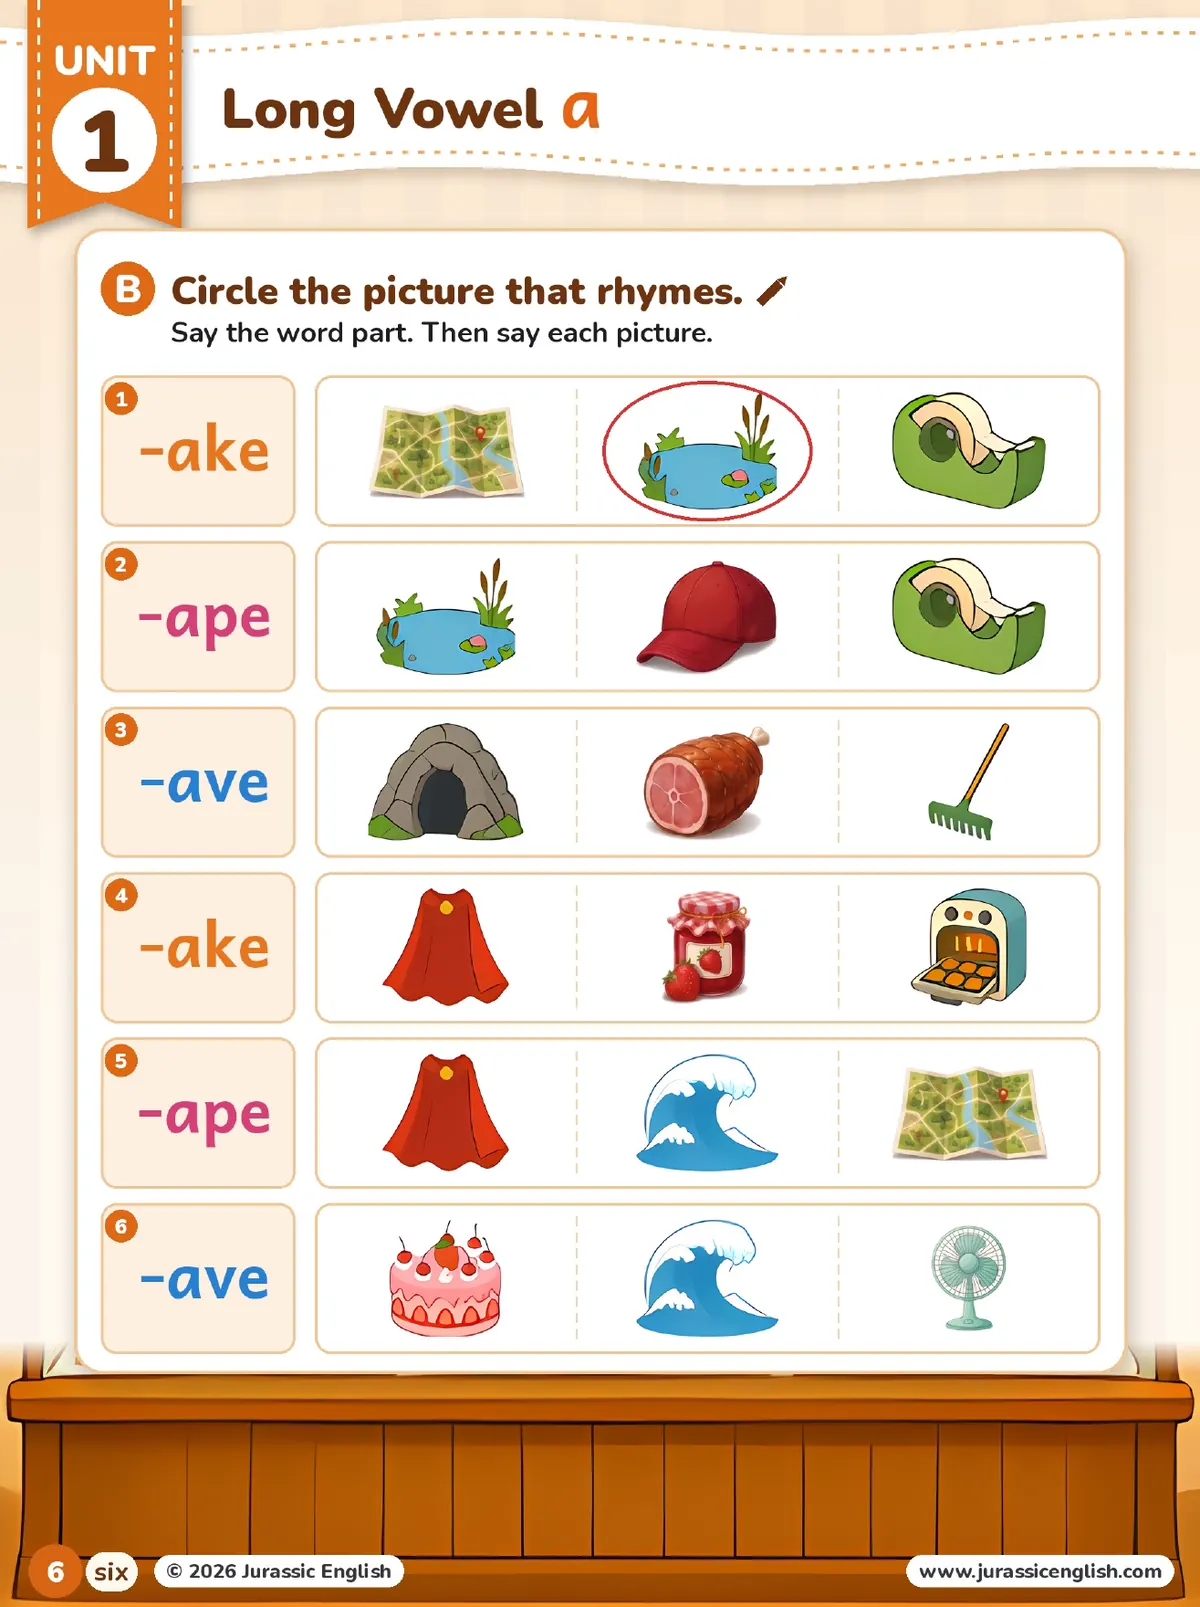 UNIT
1
Long Vowel a
B Circle the picture that rhymes.
Say the word part. Then say each picture.
1
-ake
2
-ape
3
-ave
4
-ake
5
-ape
6
-ave
6 six © 2026 Jurassic English www.jurassicenglish.com